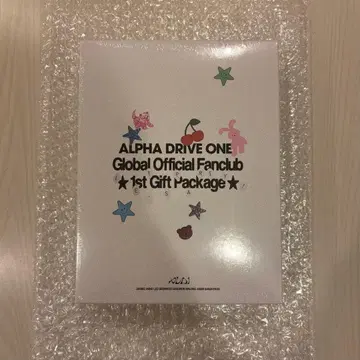 ALPHA DRIVE ONE
Global Official Fanclub
★1st Gift Package★